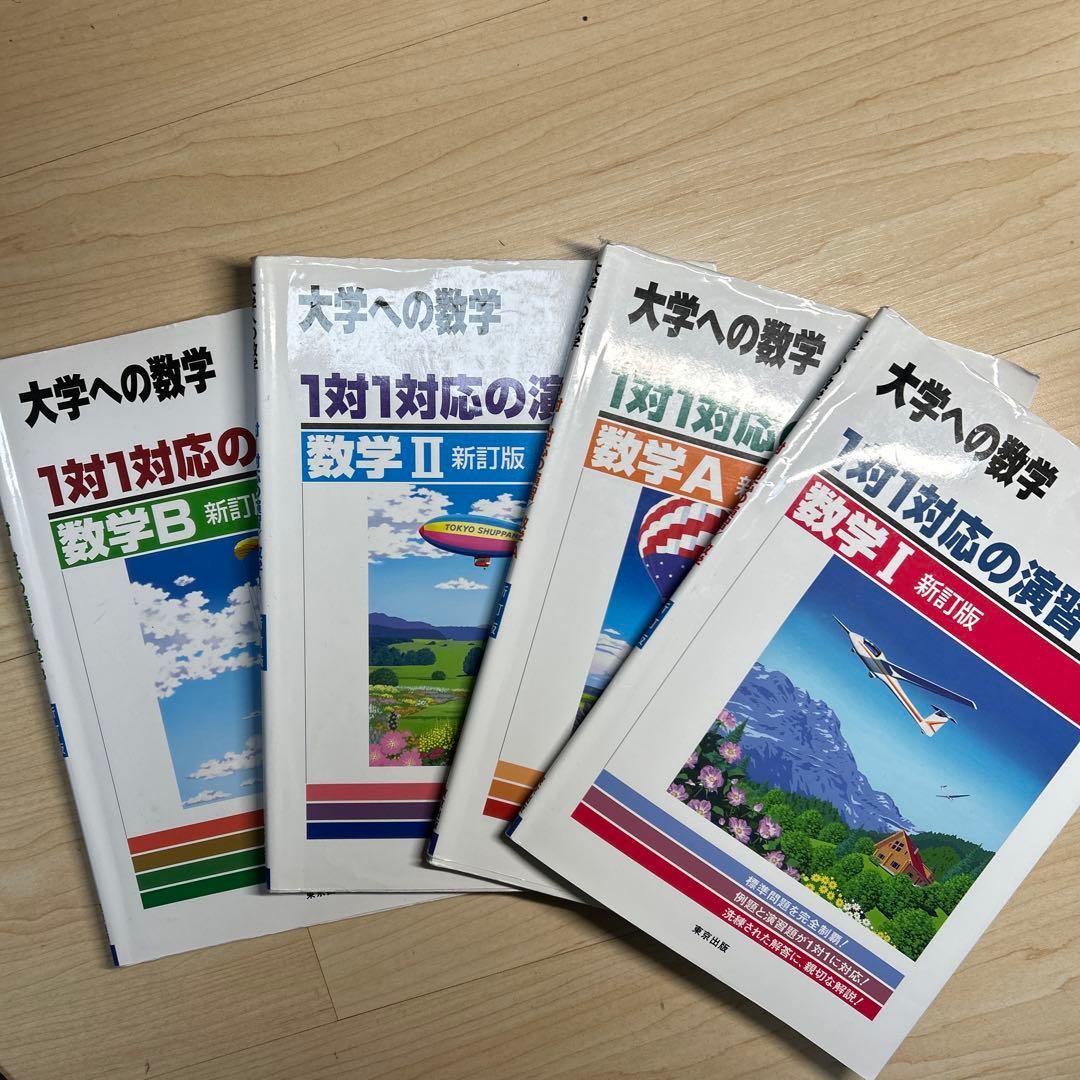 大学への数学
1対1対応の
数学B 新訂版
大学への数学
1対1対応の演
数学II 新訂版
TOKYO SHUPPAN
大学への数学
1対1対応
数学A 新
大学への数学
1対1対応の演習
数学I 新訂版
標準問題を完全制覇!
例題と演習題が1対1に対応!
洗練された解答に、親切な解説!
東京出版